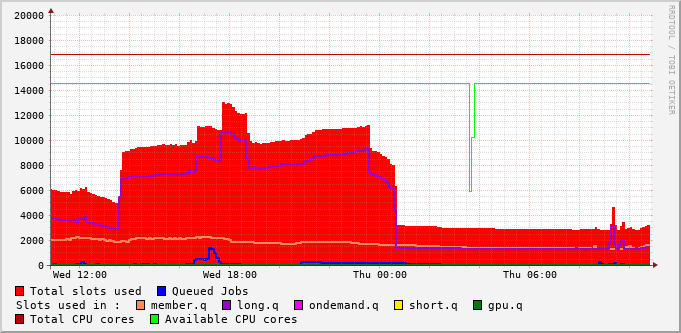 20000
18000
16000
14000
12000
10000
8000
6000
4000
2000
0
Wed 12:00 Wed 18:00 Thu 00:00 Thu 06:00
RRDTOOL / TOBI OETIKER
Total slots used Queued Jobs
Slots used in : member.q long.q ondemand.q short.q gpu.q
Total CPU cores Available CPU cores